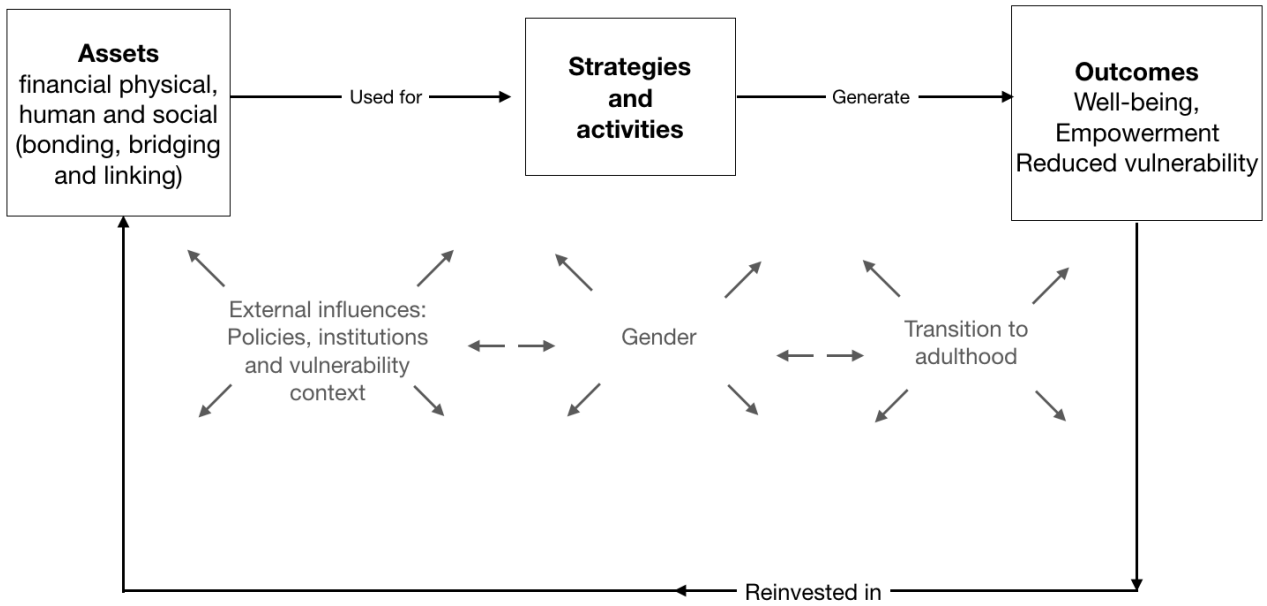 Assets
financial physical,
human and social
(bonding, bridging
and linking)
Used for
Strategies
and
activities
Generate
Outcomes
Well-being,
Empowerment
Reduced vulnerability
External influences:
Policies, institutions
and vulnerability
context
Gender
Transition to
adulthood
Reinvested in